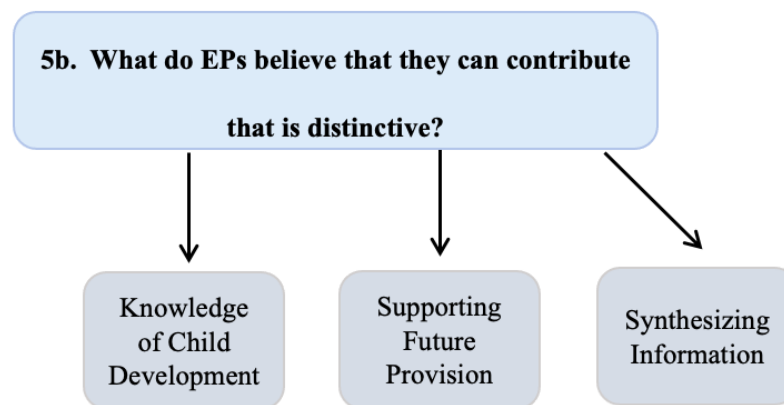 5b. What do EPs believe that they can contribute
that is distinctive?
Knowledge
of Child
Development
Supporting
Future
Provision
Synthesizing
Information